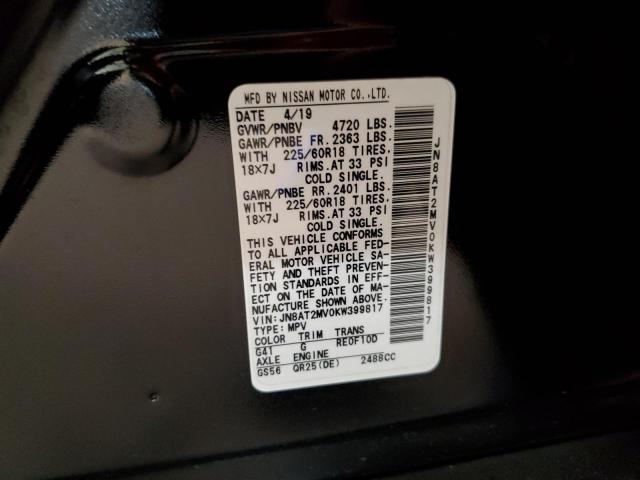 MFD BY NISSAN MOTOR CO.,LTD.
DATE 4/19
GVWR/PNBV 4720 LBS.
GAWR/PNBE FR. 2363 LBS.
WITH 225/60R18 TIRES.
18×7J RIMS.AT 33 PSI
COLD SINGLE.
GAWR/PNBE RR. 2401 LBS.
WITH 225/60R18 TIRES.
18×7J RIMS.AT 33 PSI
COLD SINGLE.
THIS VEHICLE CONFORMS
TO ALL APPLICABLE FED-
ERAL MOTOR VEHICLE SA-
FETY AND THEFT PREVEN-
TION STANDARDS IN EFF-
ECT ON THE DATE OF MA-
NUFACTURE SHOWN ABOVE.
VIN: JN8AT2MV0KW399817
TYPE: MPV
COLOR TRIM TRANS
G41 G RE0F10D
AXLE ENGINE
GS56 QR25(DE) 2488CC
JN8AT2MV0KW399817